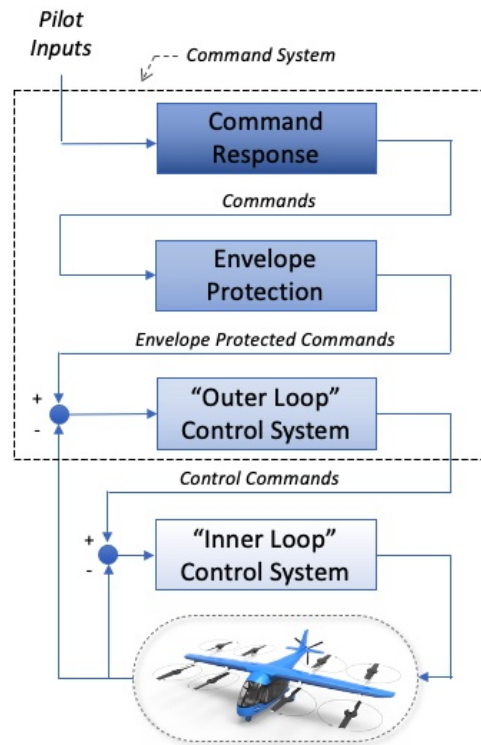 Pilot
Inputs
Command System
Command
Response
Commands
Envelope
Protection
Envelope Protected Commands
+
-
“Outer Loop”
Control System
Control Commands
+
-
“Inner Loop”
Control System